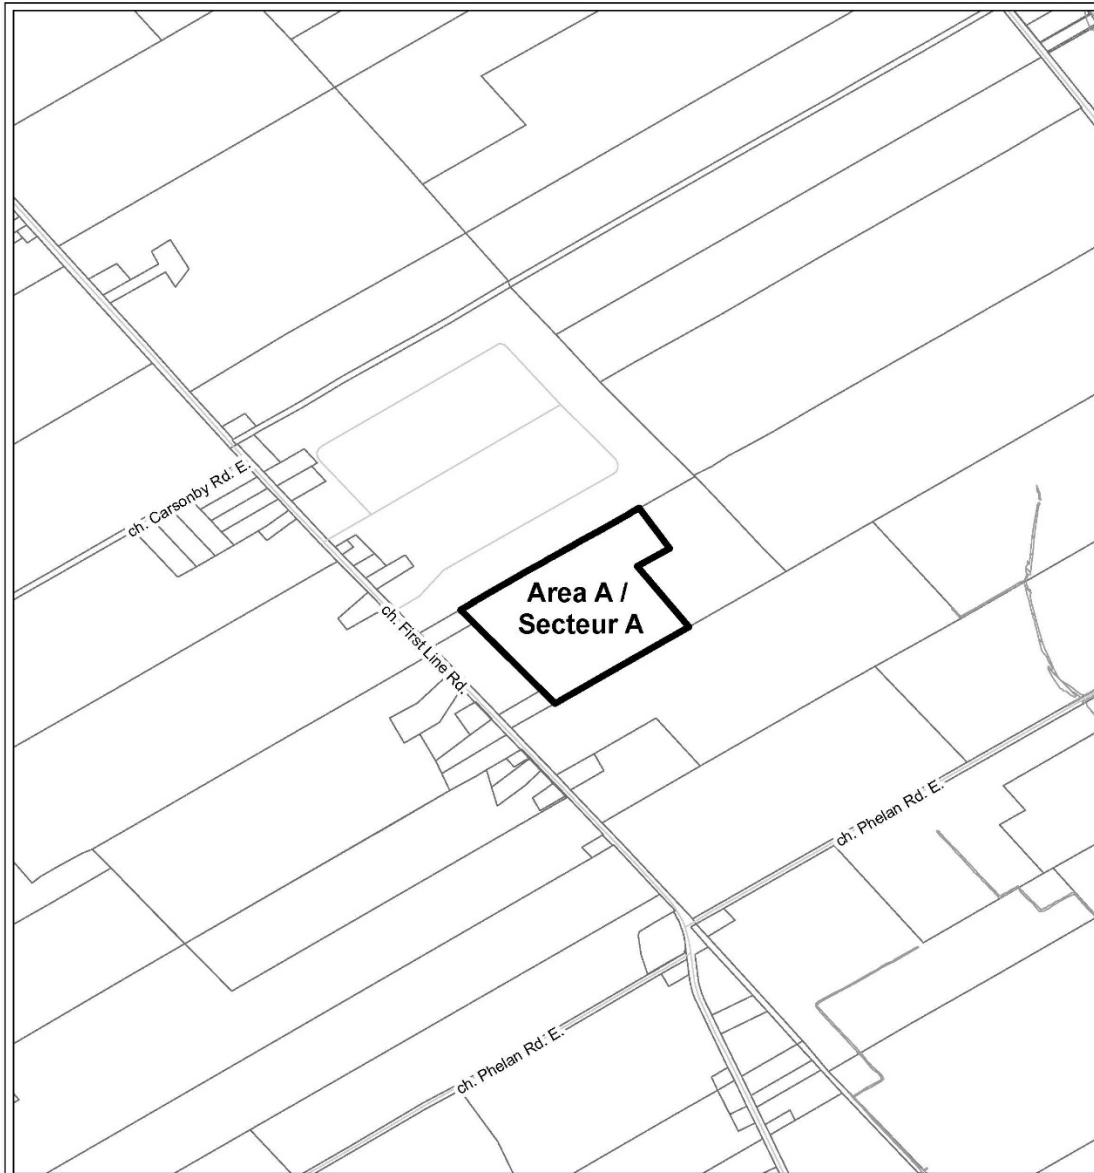 ch. Carsonby Rd. E.
Area A /
Secteur A
ch. First Line Rd.
ch. Phelan Rd. E.
ch. Phelan Rd. E.